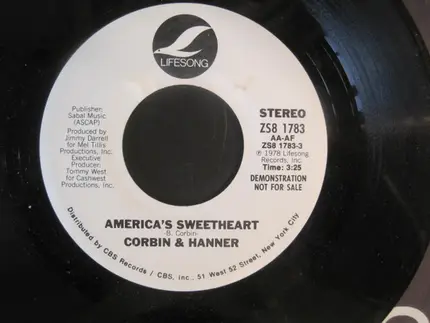 LIFESONG
Publisher,
Sabal Music
(ASCAP)
Produced by
Jimmy Darrell
for Mel Tillis
Productions, Inc.
Executive
Producer,
Tommy West
for Cashwest
Productions, Inc.
STEREO
ZS8 1783
AA-AF
ZS8 1783-3
℗ 1978 Lifesong
Records, Inc.
Time: 3:25
DEMONSTRATION
NOT FOR SALE
AMERICA'S SWEETHEART
-B. Corbin-
CORBIN & HANNER
Distributed by CBS Records / CBS, Inc., 51 West 52 Street, New York City